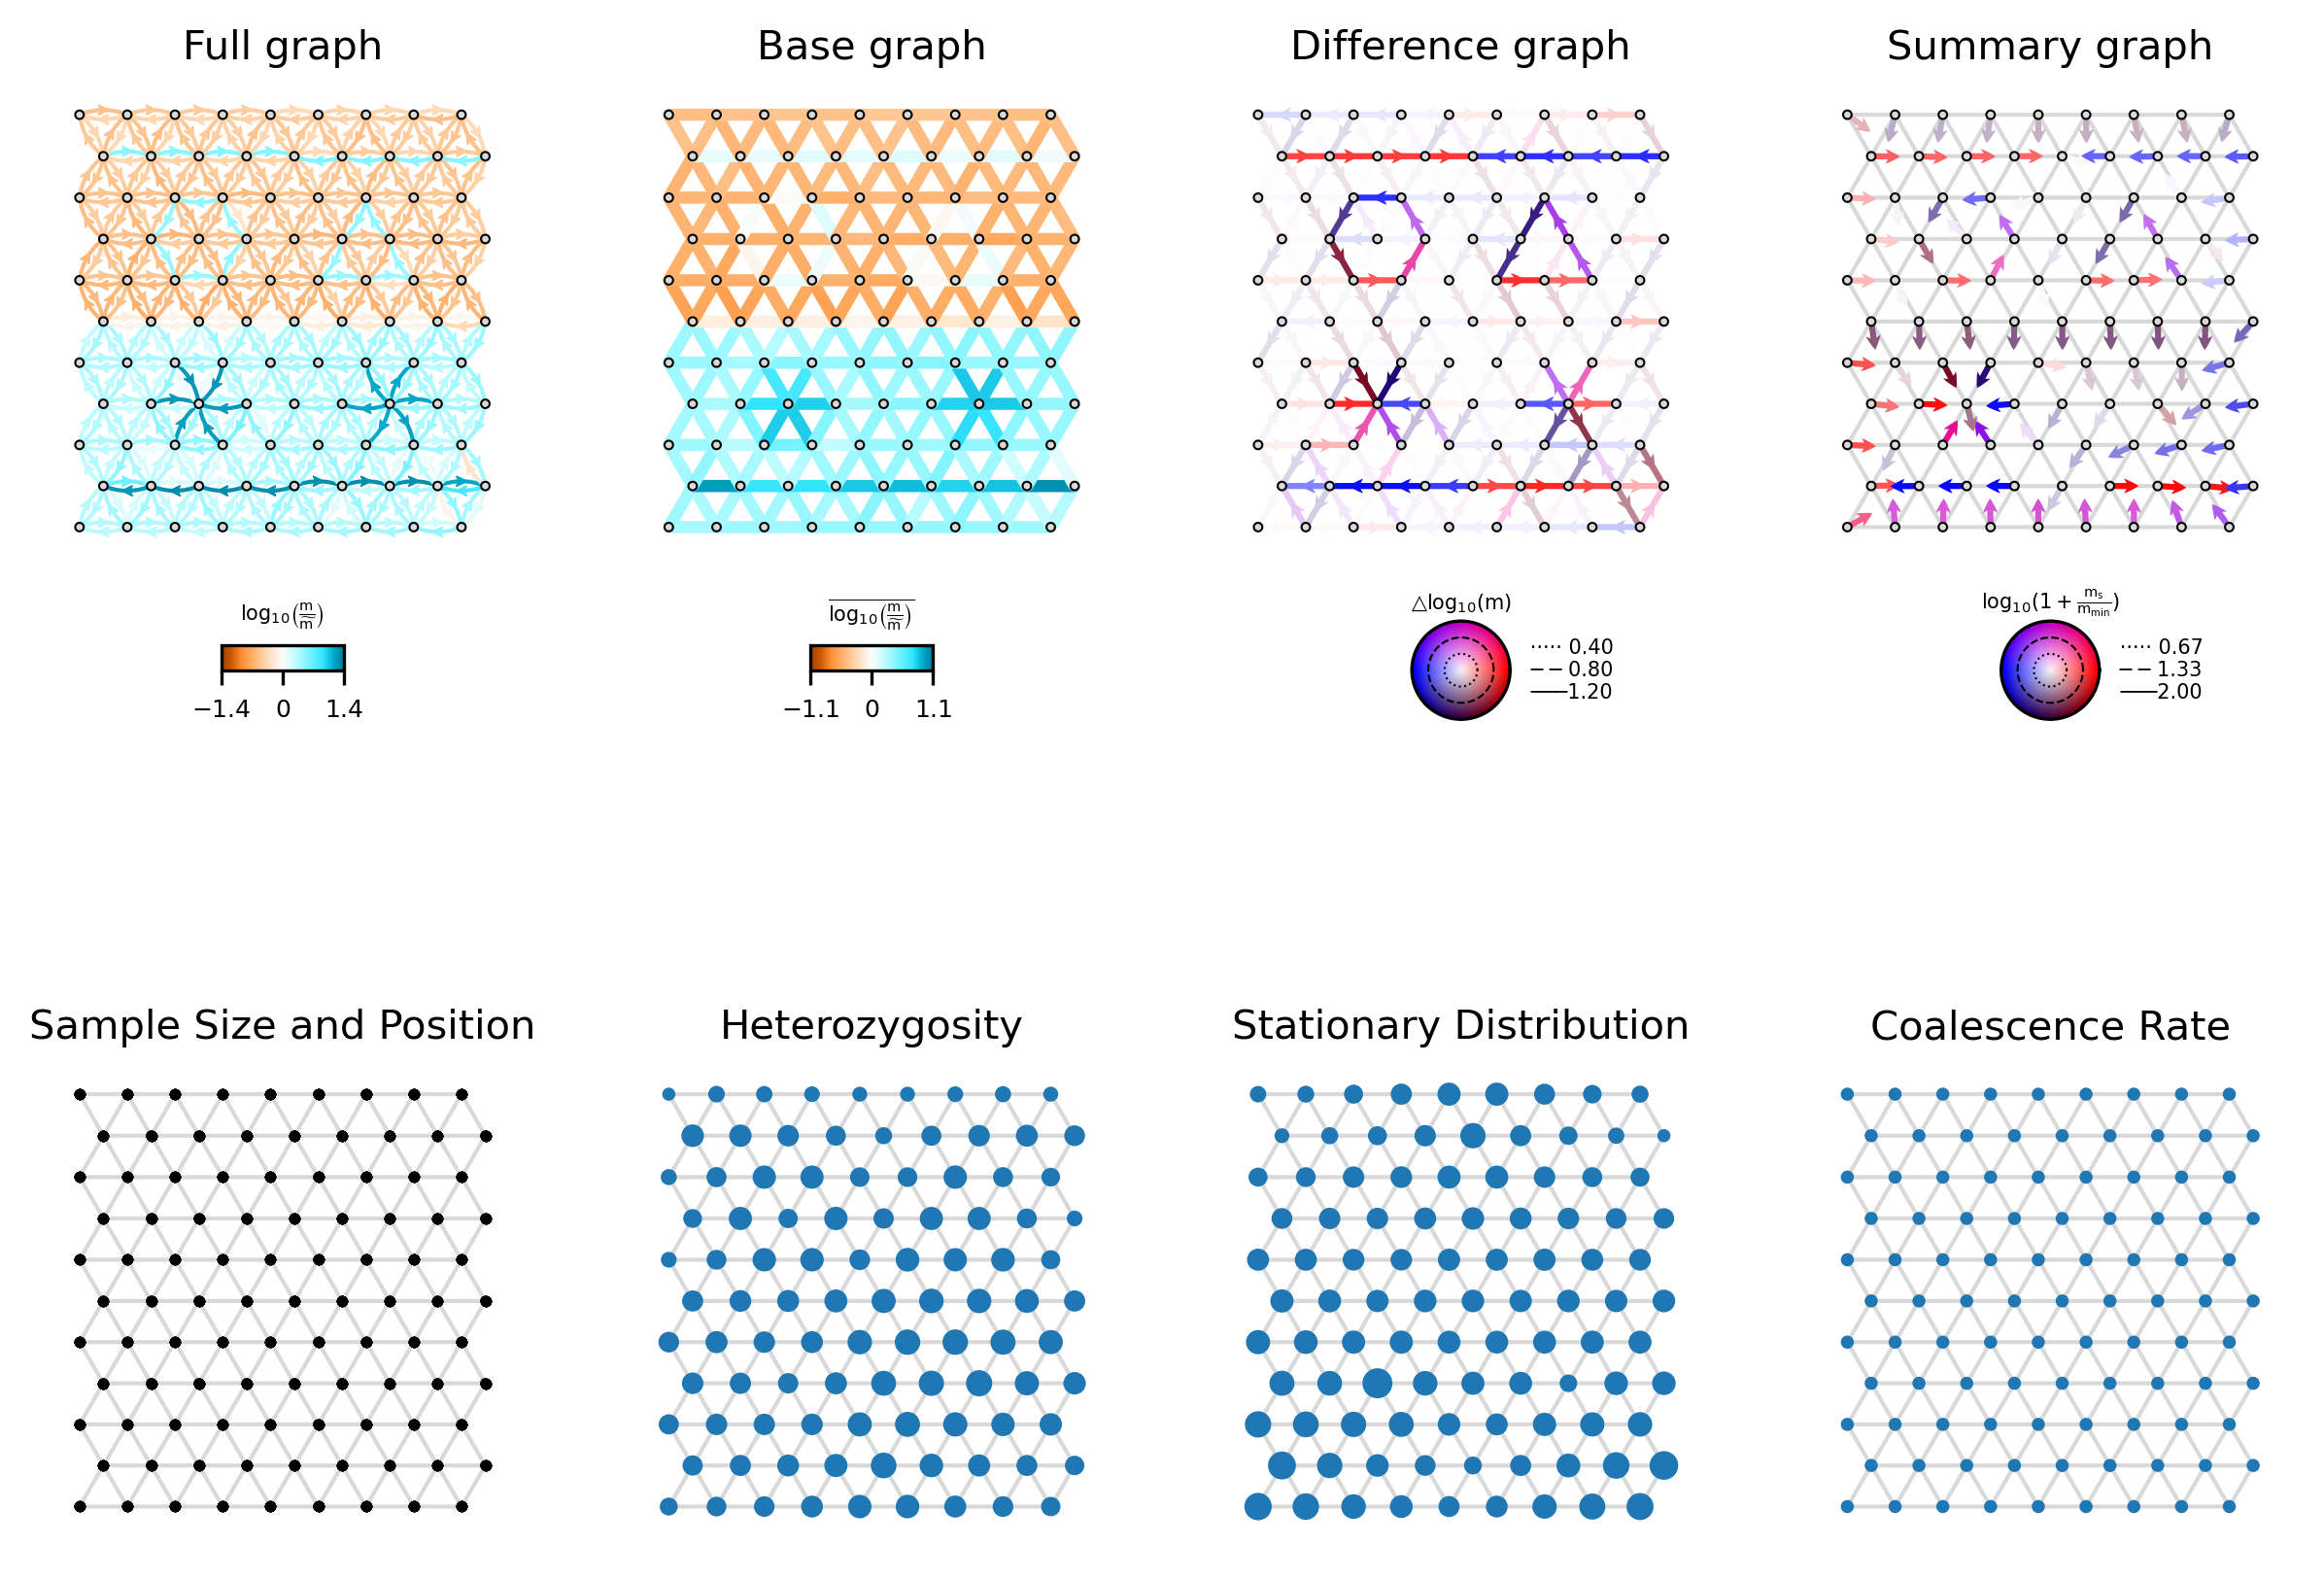 Full graph
Base graph
Difference graph
Summary graph
log₁₀(m/m̃)
−1.4 0 1.4
log₁₀(m/m̃)
−1.1 0 1.1
△log₁₀(m)
0.40
0.80
1.20
log₁₀(1 + mₛ/m_min)
0.67
1.33
2.00
Sample Size and Position
Heterozygosity
Stationary Distribution
Coalescence Rate